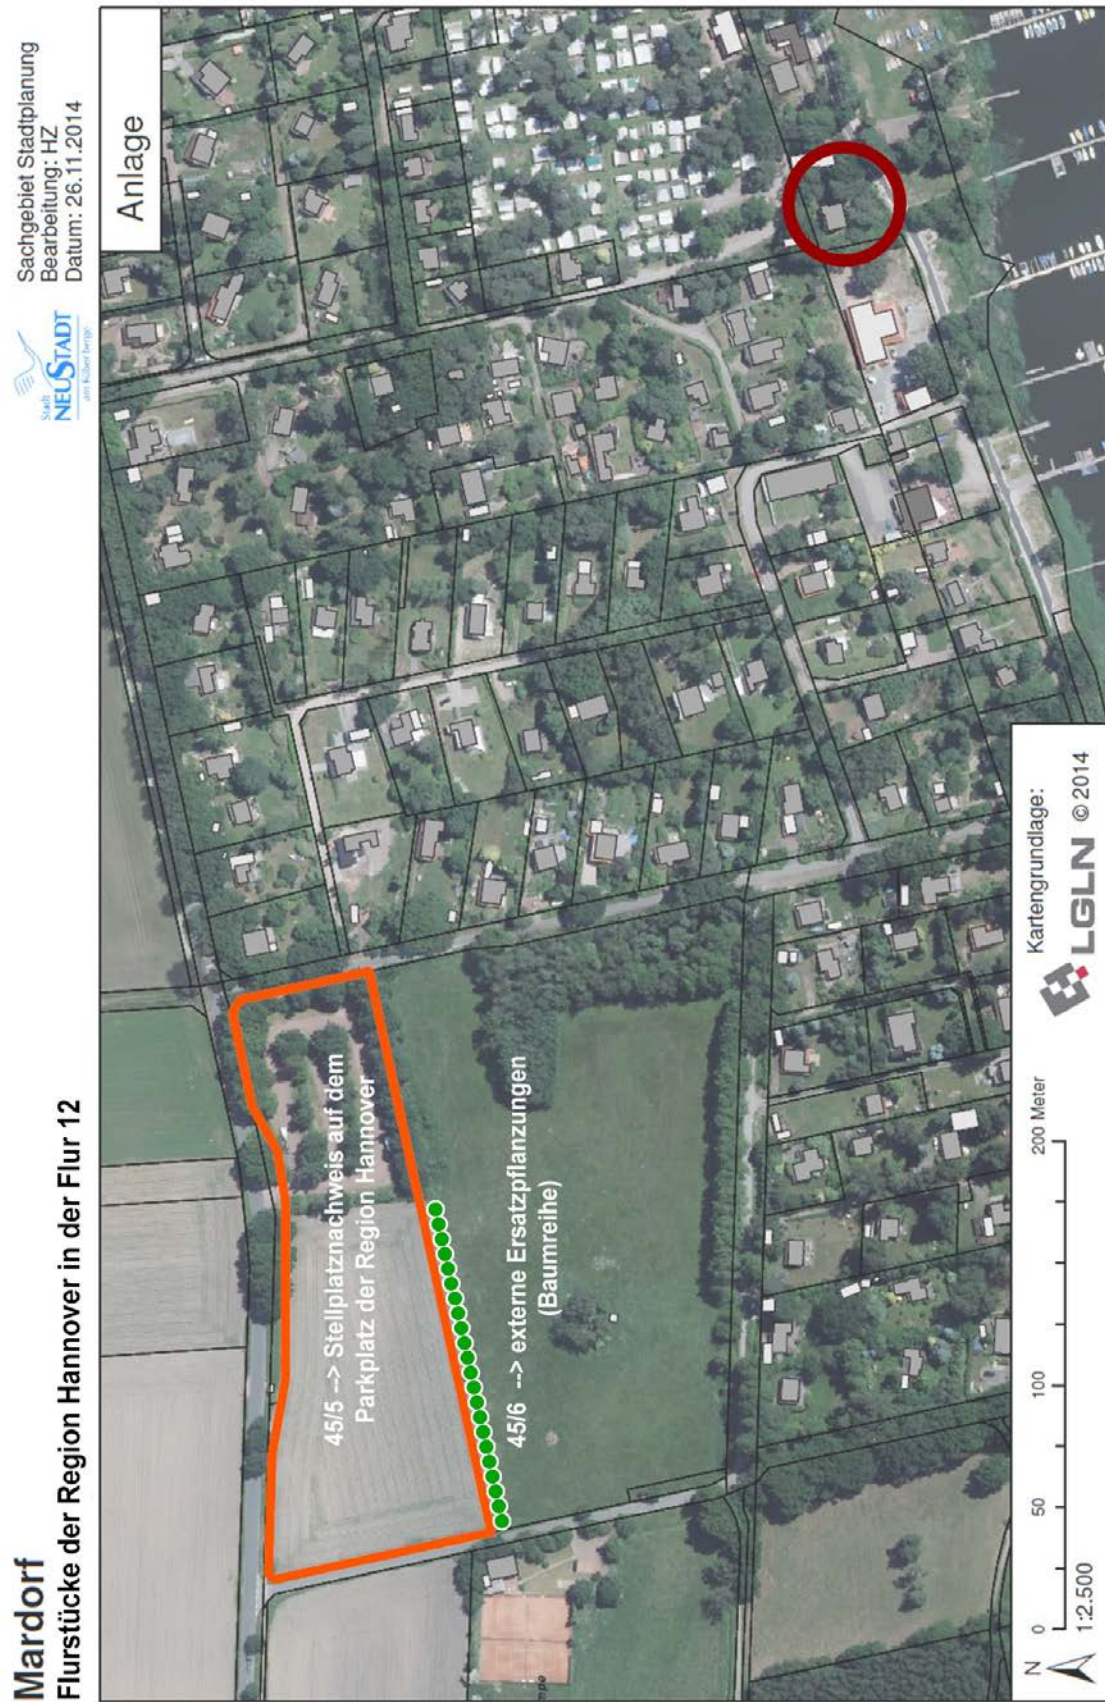 Mardorf
Flurstücke der Region Hannover in der Flur 12
Stadt
NEUSTADT
am Rübenberge
Sachgebiet Stadtplanung
Bearbeitung: HZ
Datum: 26.11.2014
Anlage
45/5 --> Stellplatznachweis auf dem
Parkplatz der Region Hannover
45/6 --> externe Ersatzpflanzungen
(Baumreihe)
N
0 50 100 200 Meter
1:2.500
Kartengrundlage:
LGLN © 2014